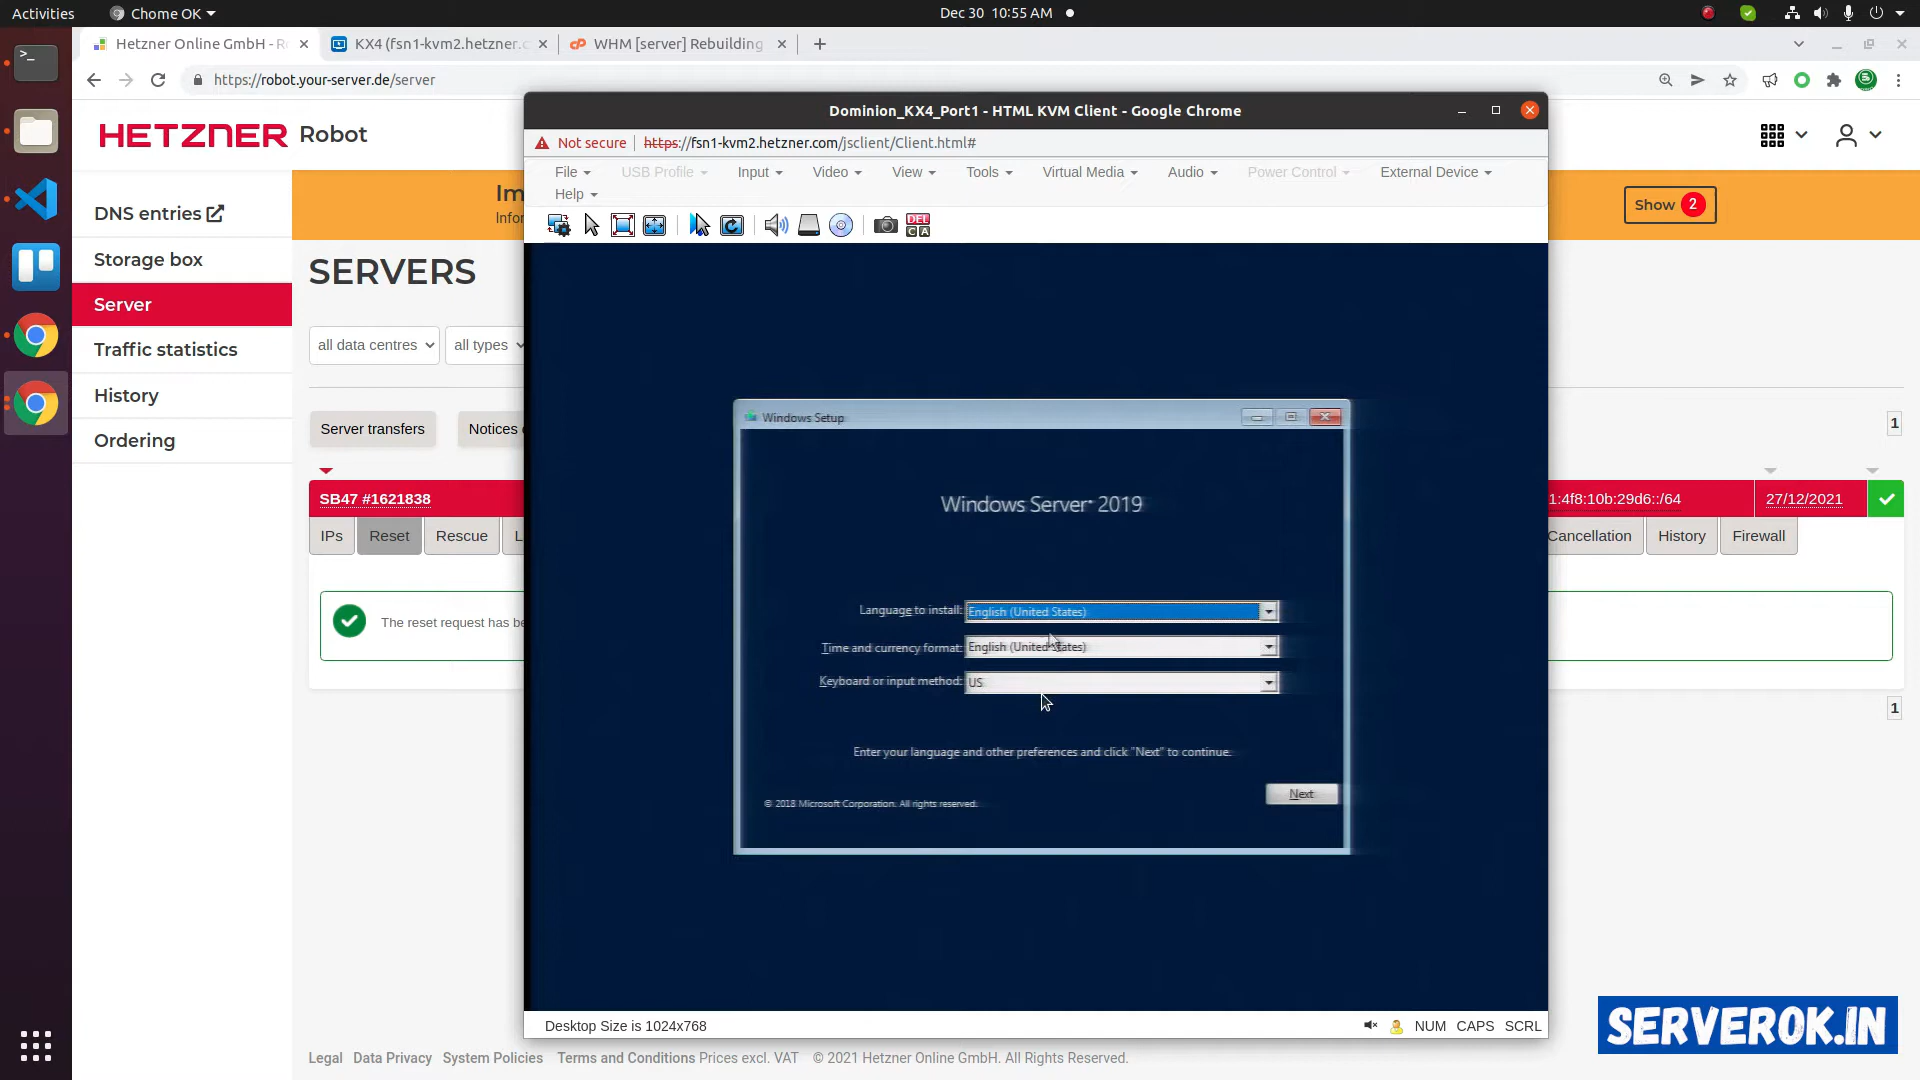 Activities
Chome OK
Dec 30 10:55 AM
Hetzner Online GmbH - R
KX4 (fsn1-kvm2.hetzner.c
WHM [server] Rebuilding
https://robot.your-server.de/server
HETZNER Robot
DNS entries
Storage box
Server
Traffic statistics
History
Ordering
Im
Infor
Show 2
SERVERS
all data centres
all types
Server transfers
Notices
1
SB47 #1621838
1:4f8:10b:29d6::/64
27/12/2021
IPs
Reset
Rescue
L
Cancellation
History
Firewall
The reset request has be
1
Dominion_KX4_Port1 - HTML KVM Client - Google Chrome
Not secure
https://fsn1-kvm2.hetzner.com/jsclient/Client.html#
File
USB Profile
Input
Video
View
Tools
Virtual Media
Audio
Power Control
External Device
Help
DEL
C A
Windows Setup
Windows Server® 2019
Language to install: English (United States)
Time and currency format: English (United States)
Keyboard or input method: US
Enter your language and other preferences and click "Next" to continue.
© 2018 Microsoft Corporation. All rights reserved.
Next
Desktop Size is 1024x768
NUM CAPS SCRL
Legal Data Privacy System Policies Terms and Conditions Prices excl. VAT © 2021 Hetzner Online GmbH. All Rights Reserved.
SERVEROK.IN